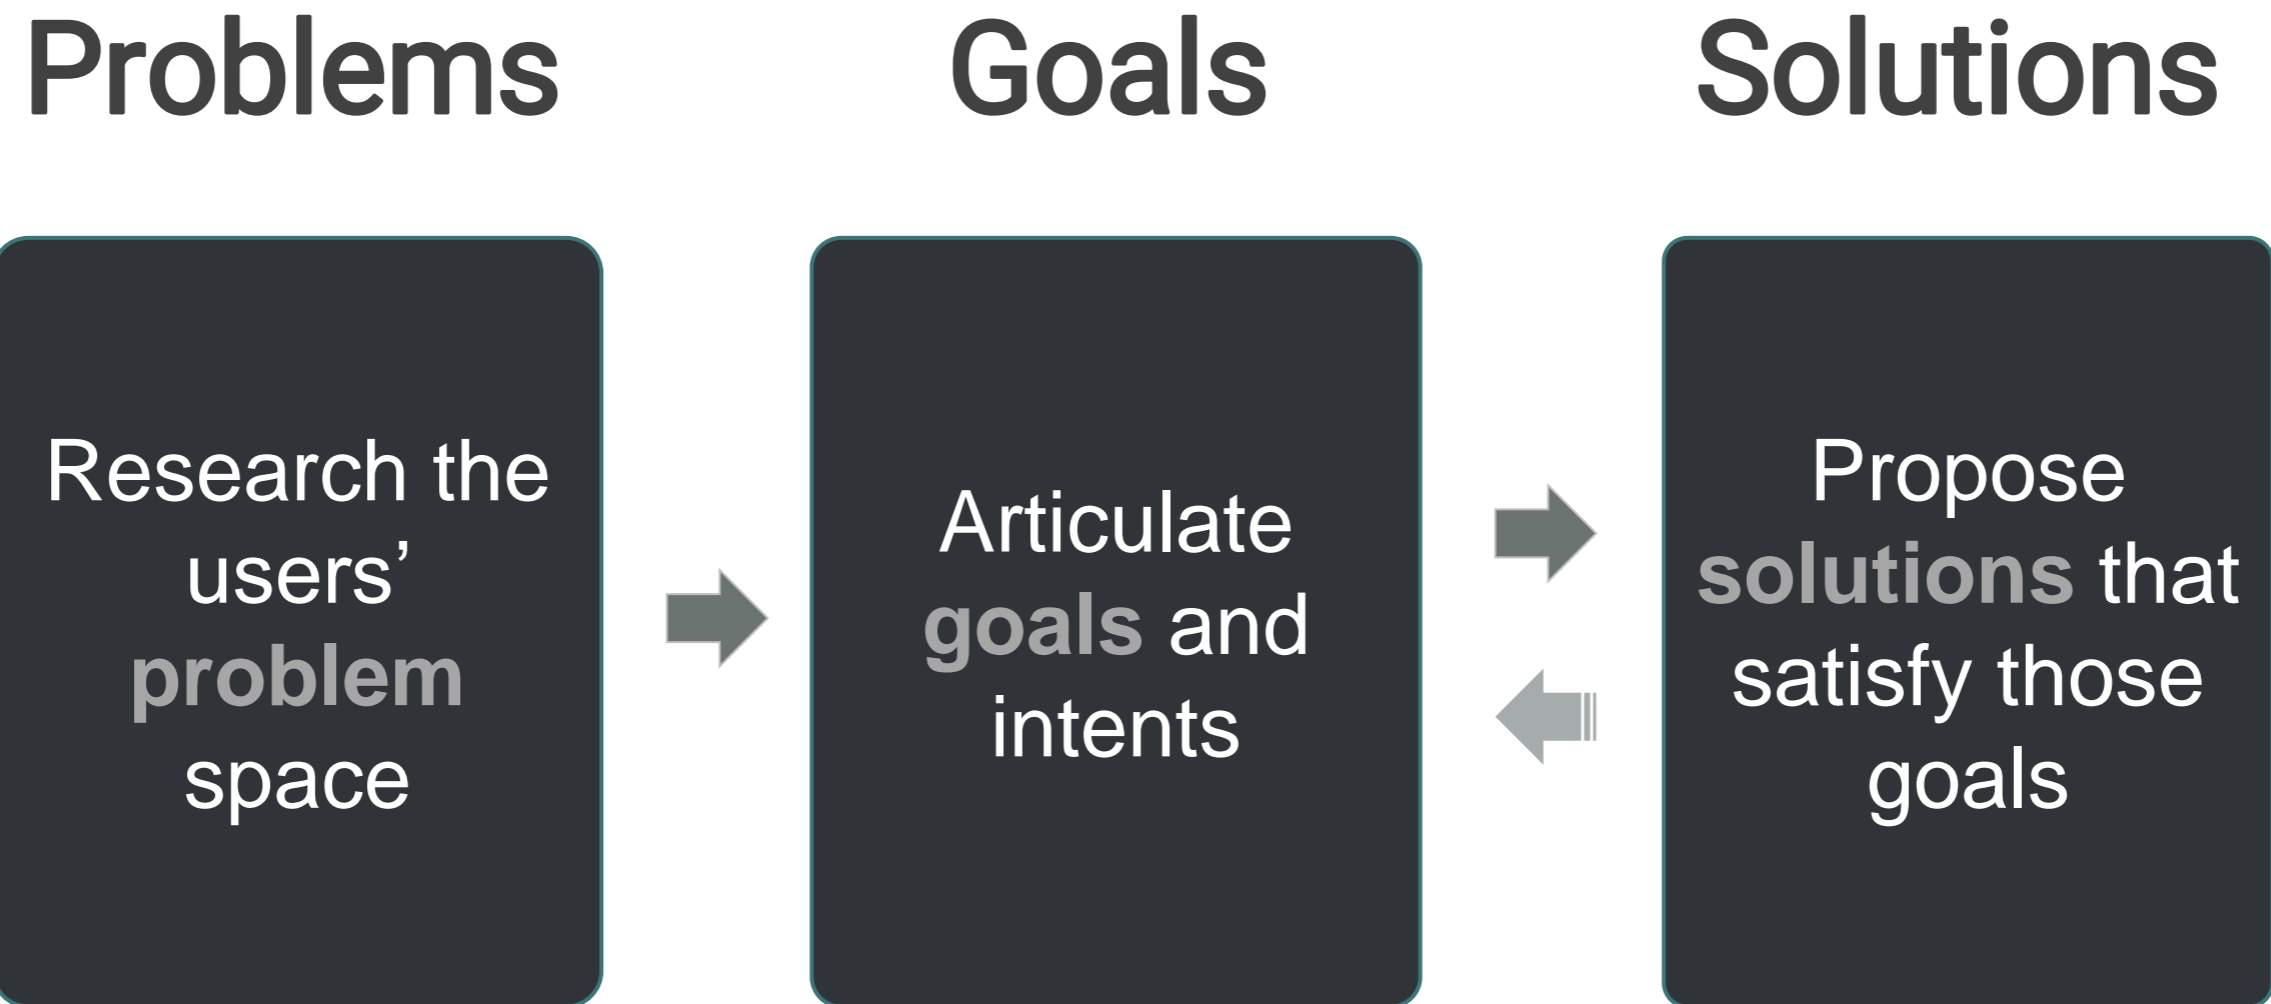 Problems
Goals
Solutions
Research the
users’
problem
space
Articulate
goals and
intents
Propose
solutions that
satisfy those
goals